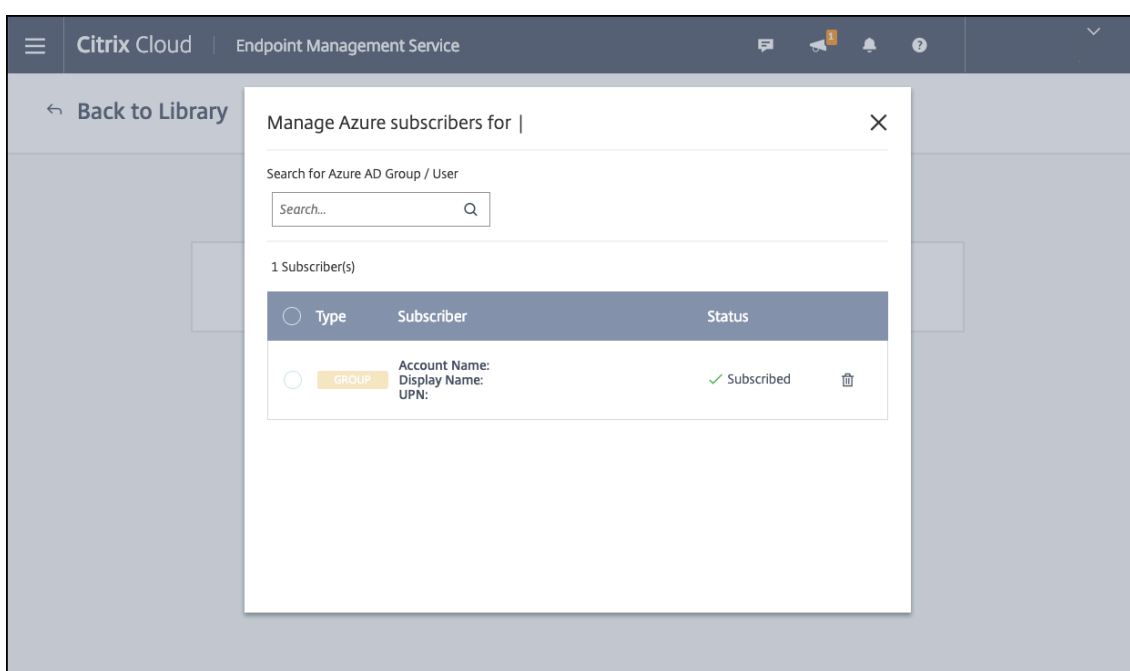 Citrix Cloud Endpoint Management Service 1
Back to Library
Manage Azure subscribers for |
Search for Azure AD Group / User
Search...
1 Subscriber(s)
Type Subscriber Status
GROUP
Account Name:
Display Name:
UPN:
Subscribed